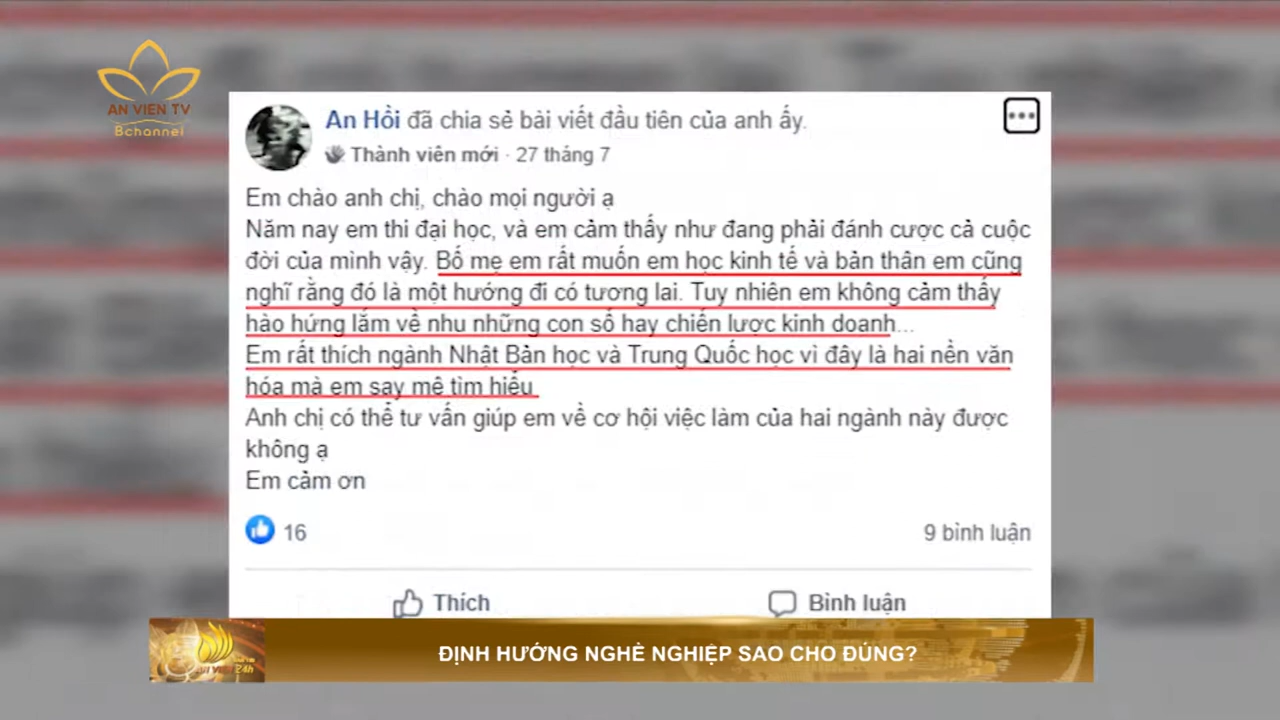 AN VIEN TV
Bchannel
An Hồi đã chia sẻ bài viết đầu tiên của anh ấy.
Thành viên mới · 27 tháng 7
Em chào anh chị, chào mọi người ạ
Năm nay em thi đại học, và em cảm thấy như đang phải đánh cược cả cuộc
đời của mình vậy. Bố mẹ em rất muốn em học kinh tế và bản thân em cũng
nghĩ rằng đó là một hướng đi có tương lai. Tuy nhiên em không cảm thấy
hào hứng lắm về nhu những con số hay chiến lược kinh doanh...
Em rất thích ngành Nhật Bản học và Trung Quốc học vì đây là hai nền văn
hóa mà em say mê tìm hiểu
Anh chị có thể tư vấn giúp em về cơ hội việc làm của hai ngành này được
không ạ
Em cảm ơn
16
9 bình luận
Thích
Bình luận
AN VIÊN 24h
ĐỊNH HƯỚNG NGHỀ NGHIỆP SAO CHO ĐÚNG?